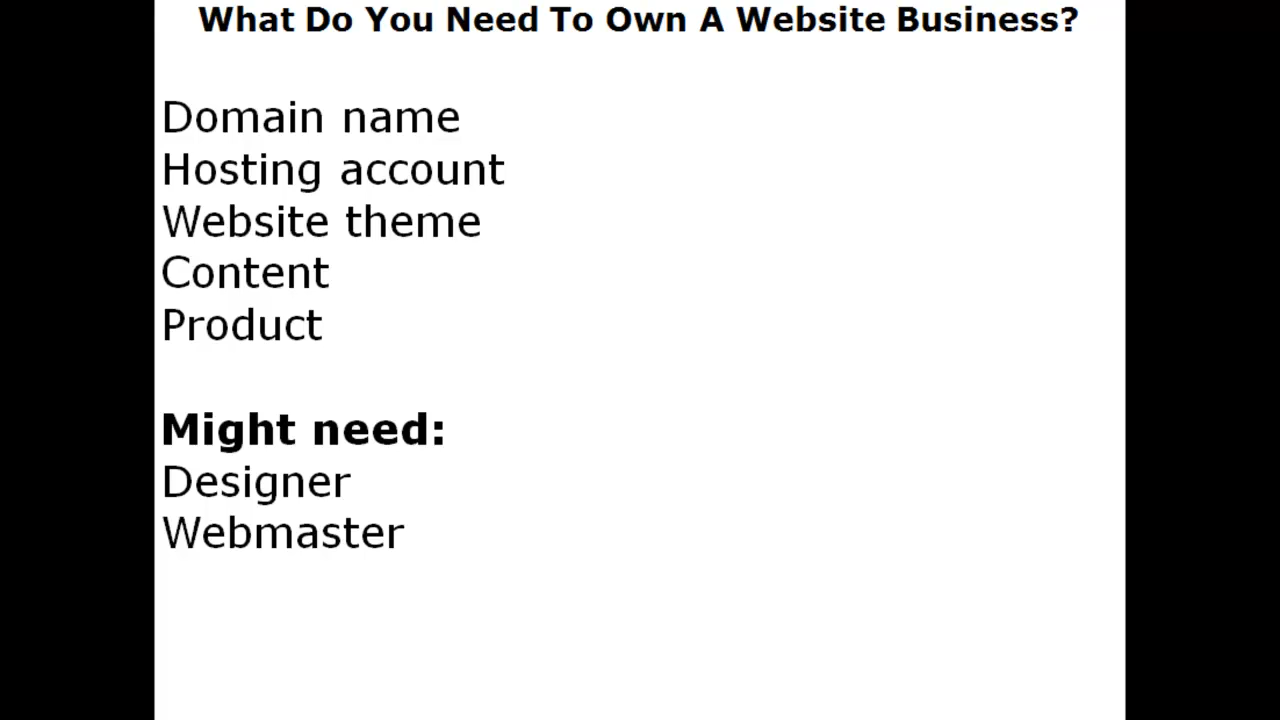 What Do You Need To Own A Website Business?
Domain name
Hosting account
Website theme
Content
Product
Might need:
Designer
Webmaster